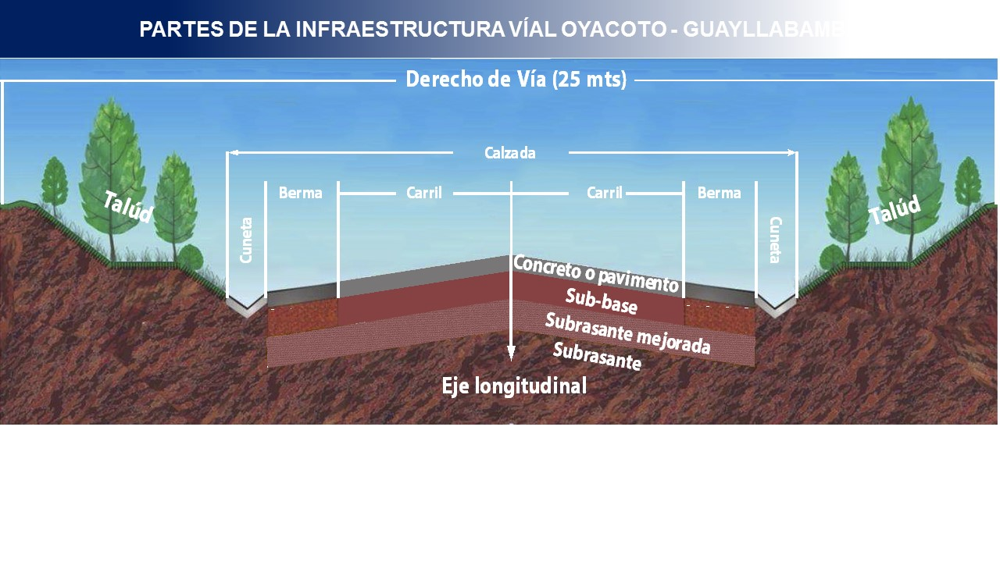 PARTES DE LA INFRAESTRUCTURA VÍAL OYACOTO - GUAYLLABAMB
Derecho de Vía (25 mts)
Calzada
Berma Carril Carril Berma
Talúd Talúd
Cuneta Cuneta
Concreto o pavimento
Sub-base
Subrasante mejorada
Subrasante
Eje longitudinal